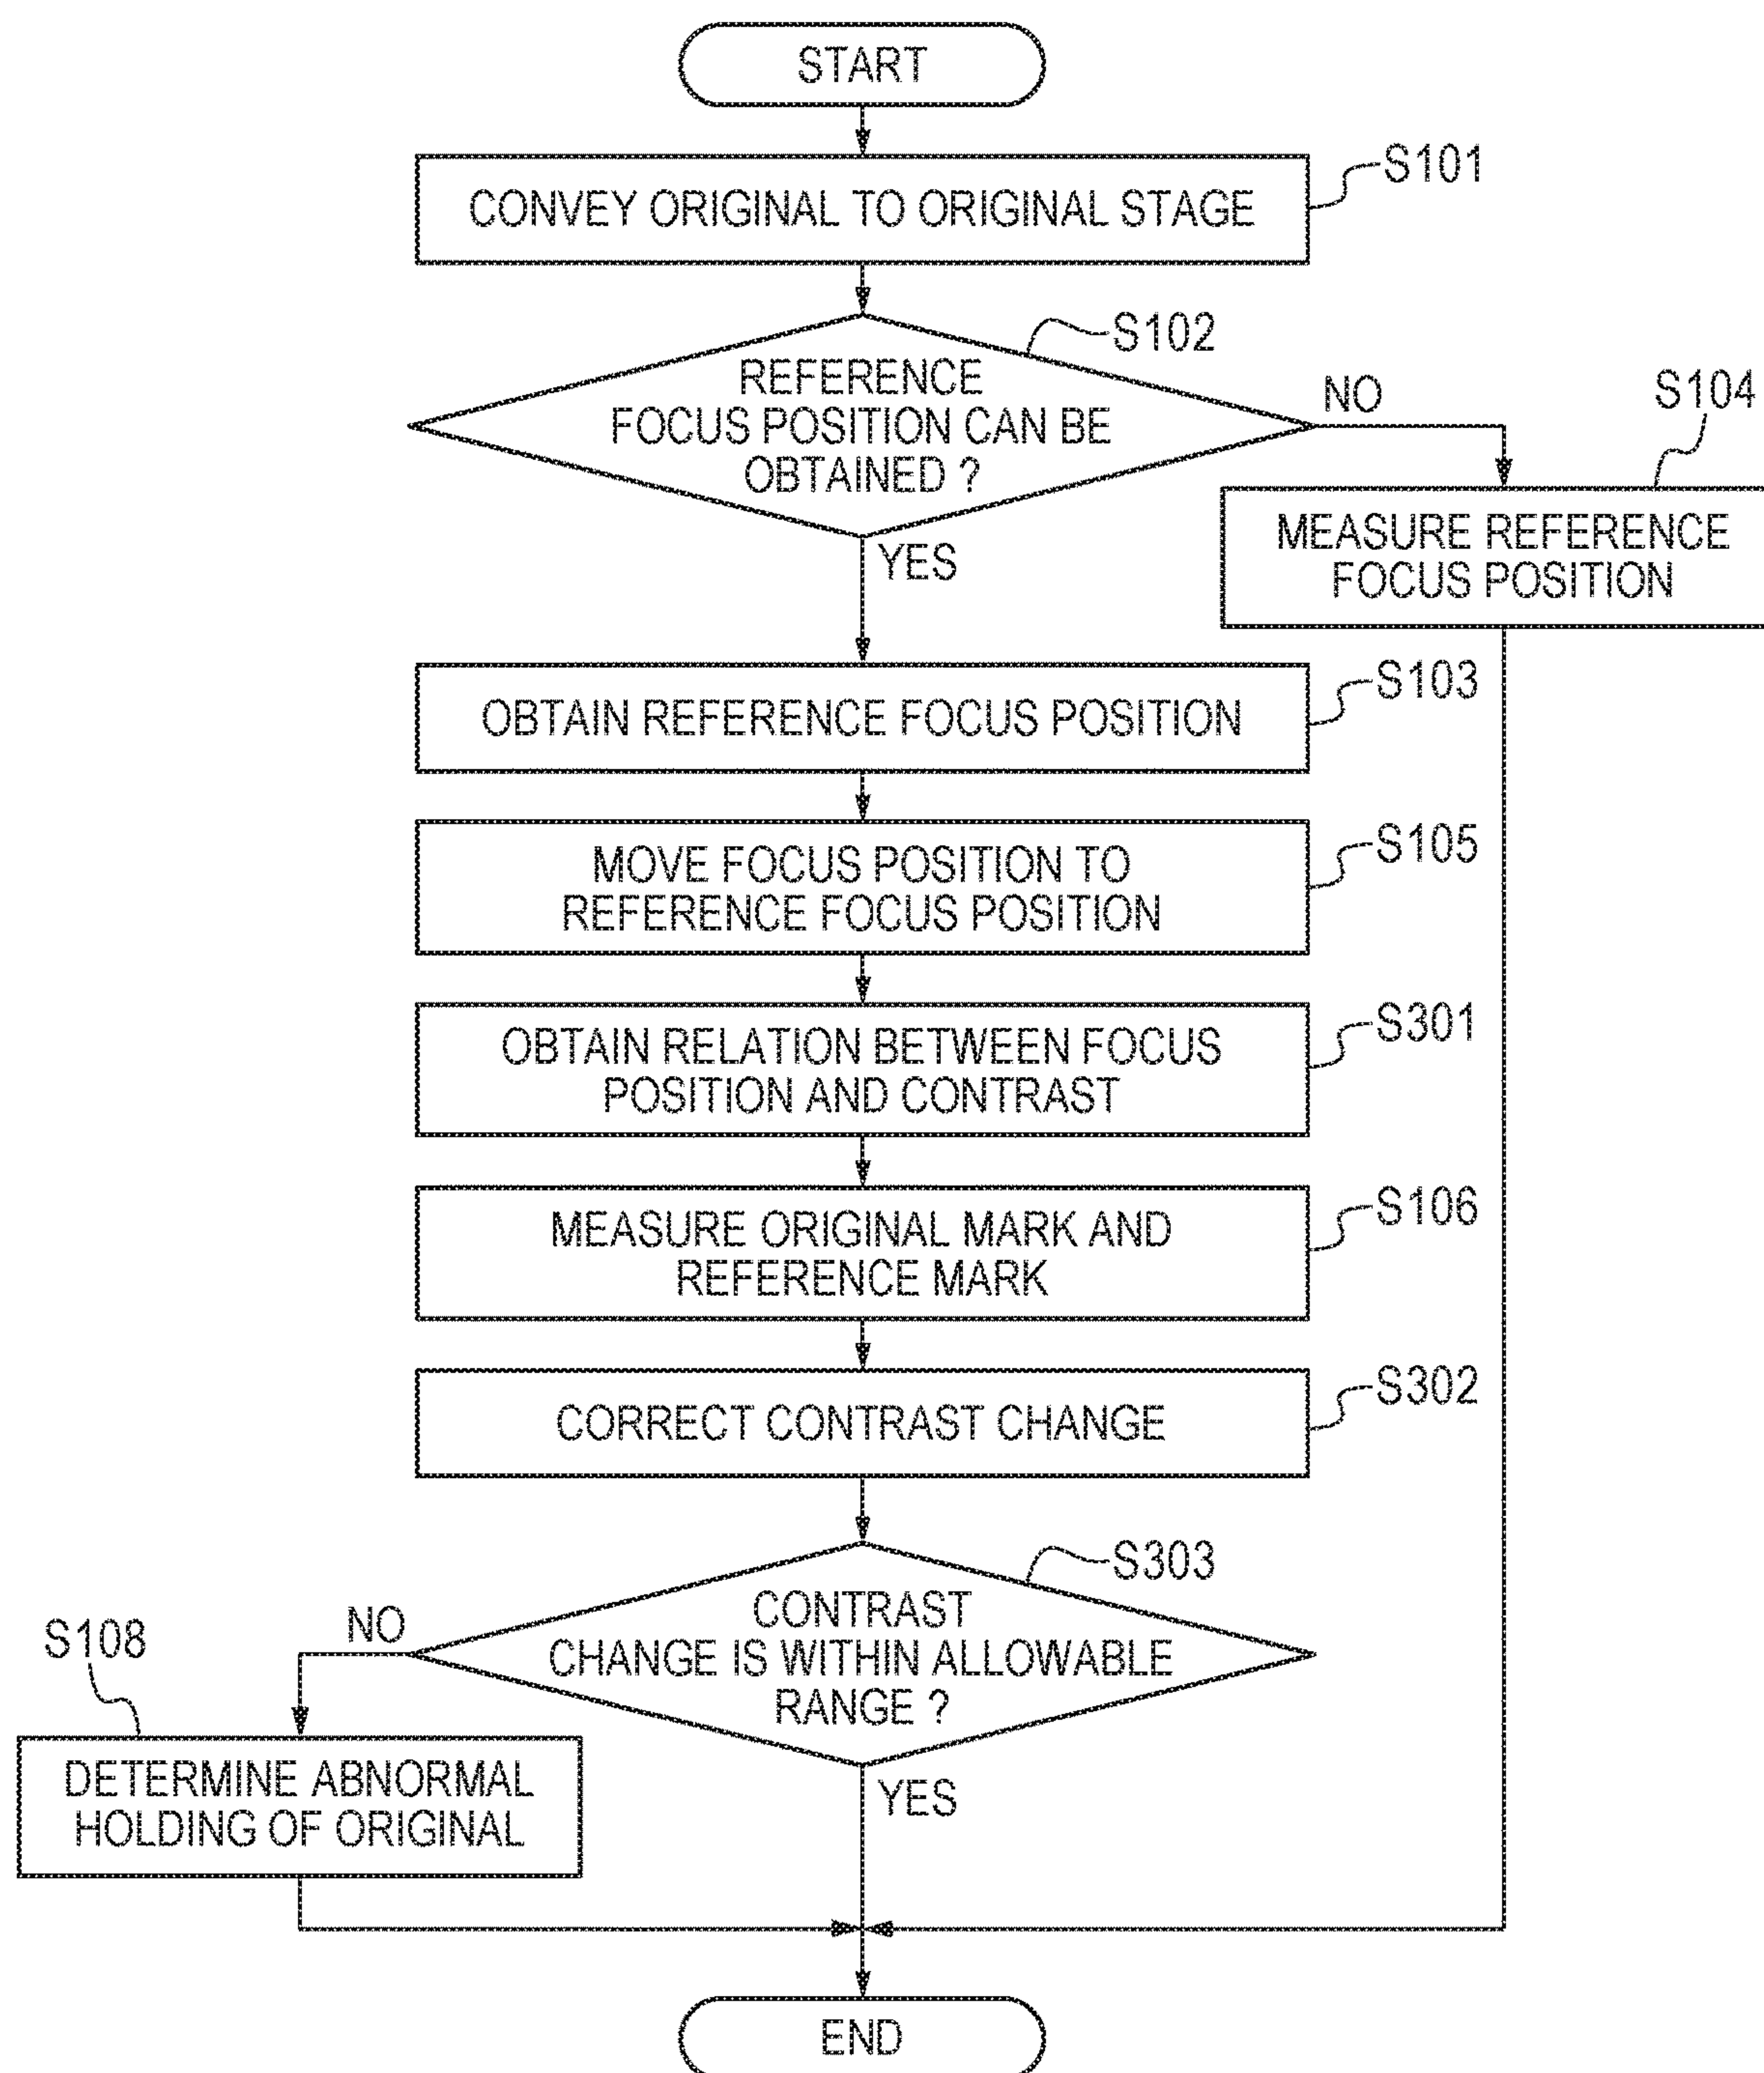 START
S101
CONVEY ORIGINAL TO ORIGINAL STAGE
S102
REFERENCE
FOCUS POSITION CAN BE
OBTAINED ?
NO
S104
MEASURE REFERENCE
FOCUS POSITION
YES
S103
OBTAIN REFERENCE FOCUS POSITION
S105
MOVE FOCUS POSITION TO
REFERENCE FOCUS POSITION
S301
OBTAIN RELATION BETWEEN FOCUS
POSITION AND CONTRAST
S106
MEASURE ORIGINAL MARK AND
REFERENCE MARK
S302
CORRECT CONTRAST CHANGE
S303
CONTRAST
CHANGE IS WITHIN ALLOWABLE
RANGE ?
NO
S108
DETERMINE ABNORMAL
HOLDING OF ORIGINAL
YES
END